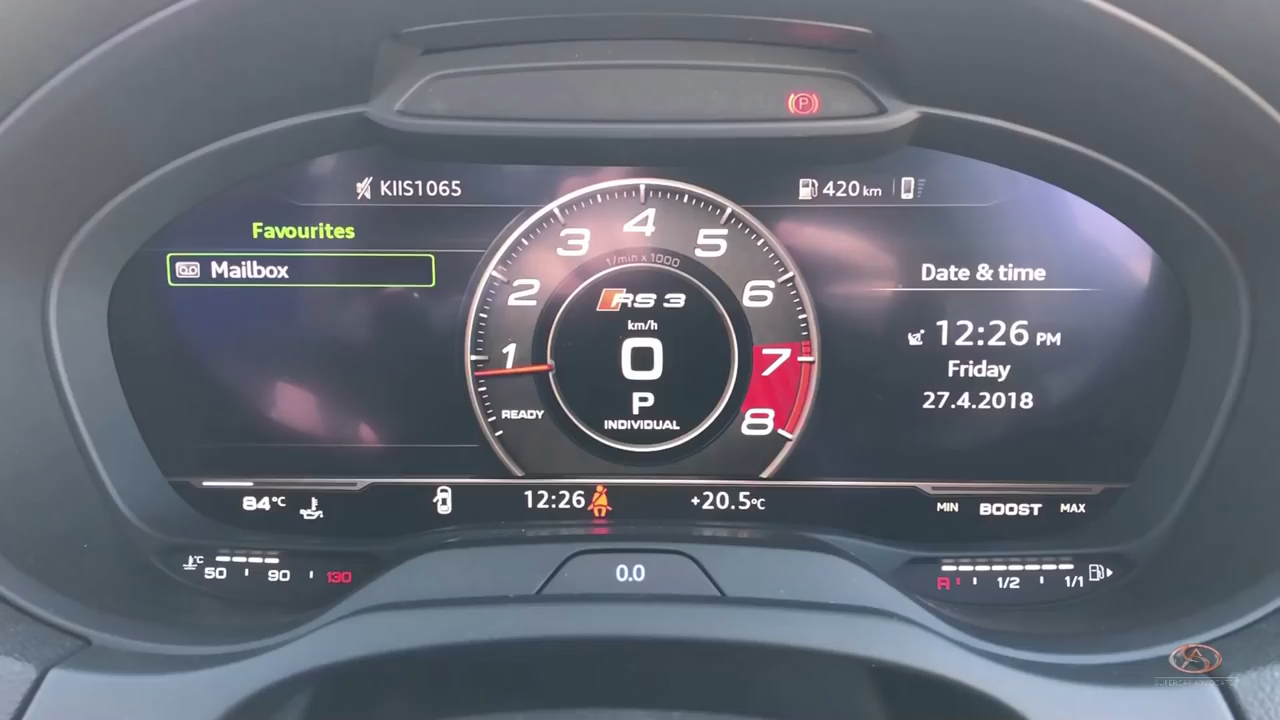 P
KIIS1065
420 km
Favourites
Mailbox
1 2 3 4 5 6 7 8
1/min x 1000
RS 3
km/h
0
P
INDIVIDUAL
READY
Date & time
12:26 PM
Friday
27.4.2018
84°C
12:26
+20.5°C
MIN BOOST MAX
°C
50 90 130
0.0
R 1/2 1/1